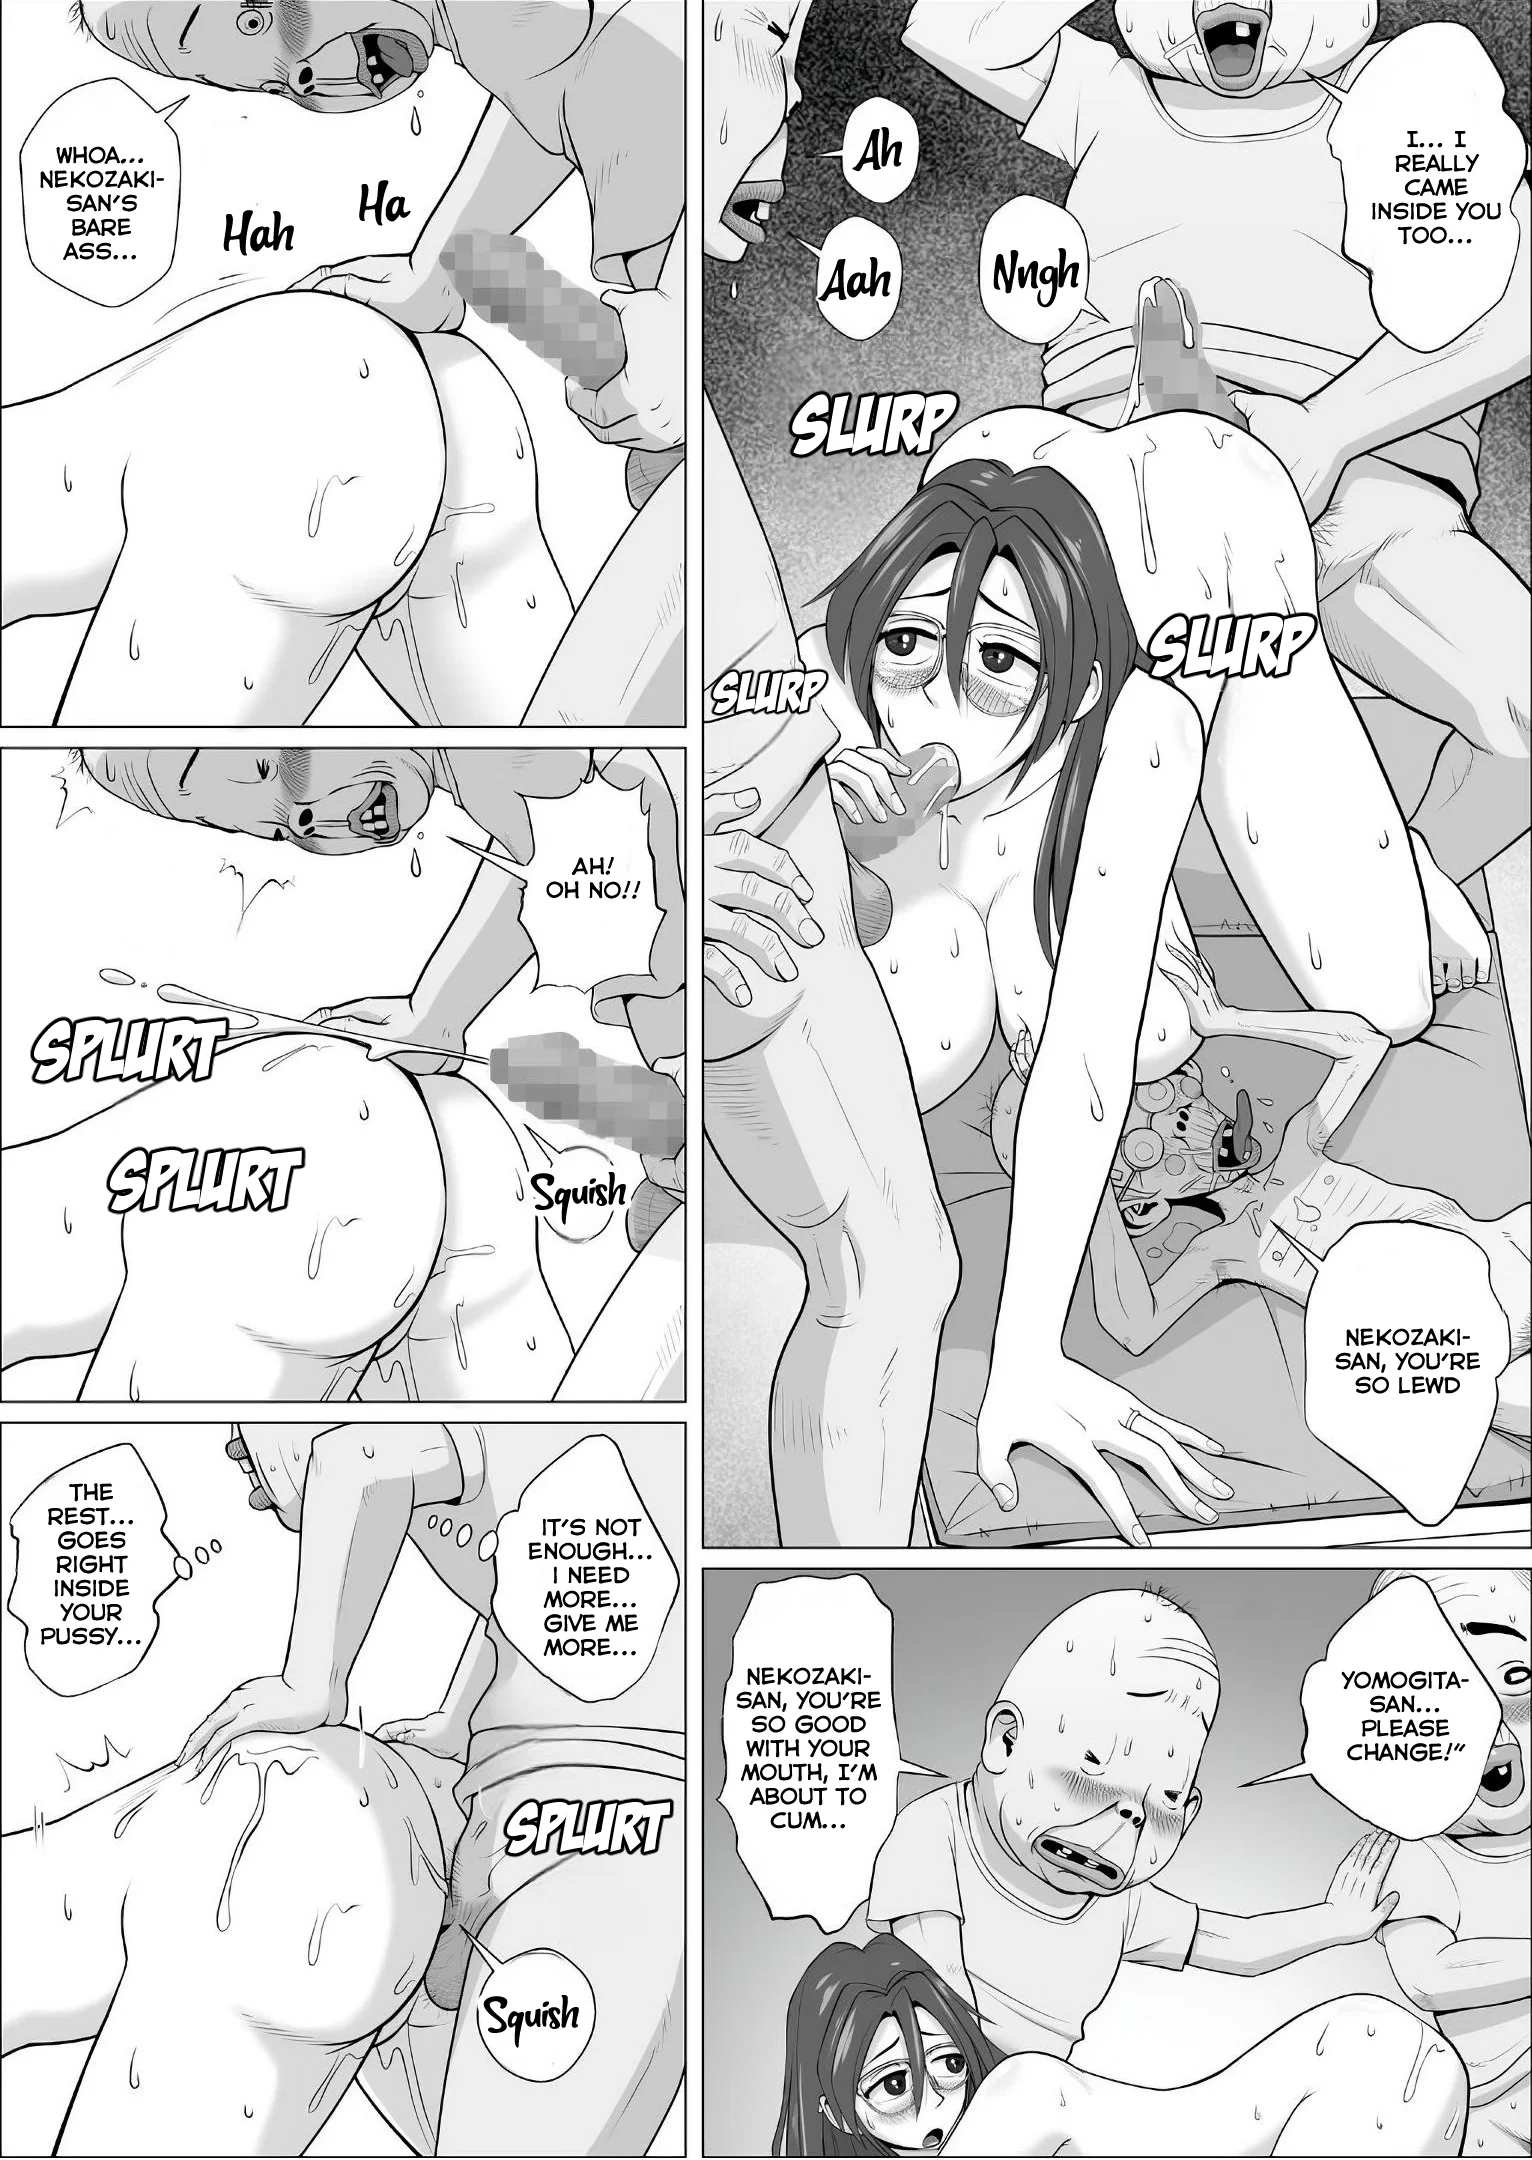 I... I
REALLY
CAME
INSIDE YOU
TOO...
Ah
Aah
Nngh
SLURP
SLURP
SLURP
NEKOZAKI-
SAN, YOU'RE
SO LEWD
YOMOGITA-
SAN...
PLEASE
CHANGE!"
NEKOZAKI-
SAN, YOU'RE
SO GOOD
WITH YOUR
MOUTH, I'M
ABOUT TO
CUM...
WHOA...
NEKOZAKI-
SAN'S
BARE
ASS...
Ha
Hah
AH!
OH NO!!
SPLURT
SPLURT
Squish
IT'S NOT
ENOUGH...
I NEED
MORE...
GIVE ME
MORE...
THE
REST...
GOES
RIGHT
INSIDE
YOUR
PUSSY...
SPLURT
Squish